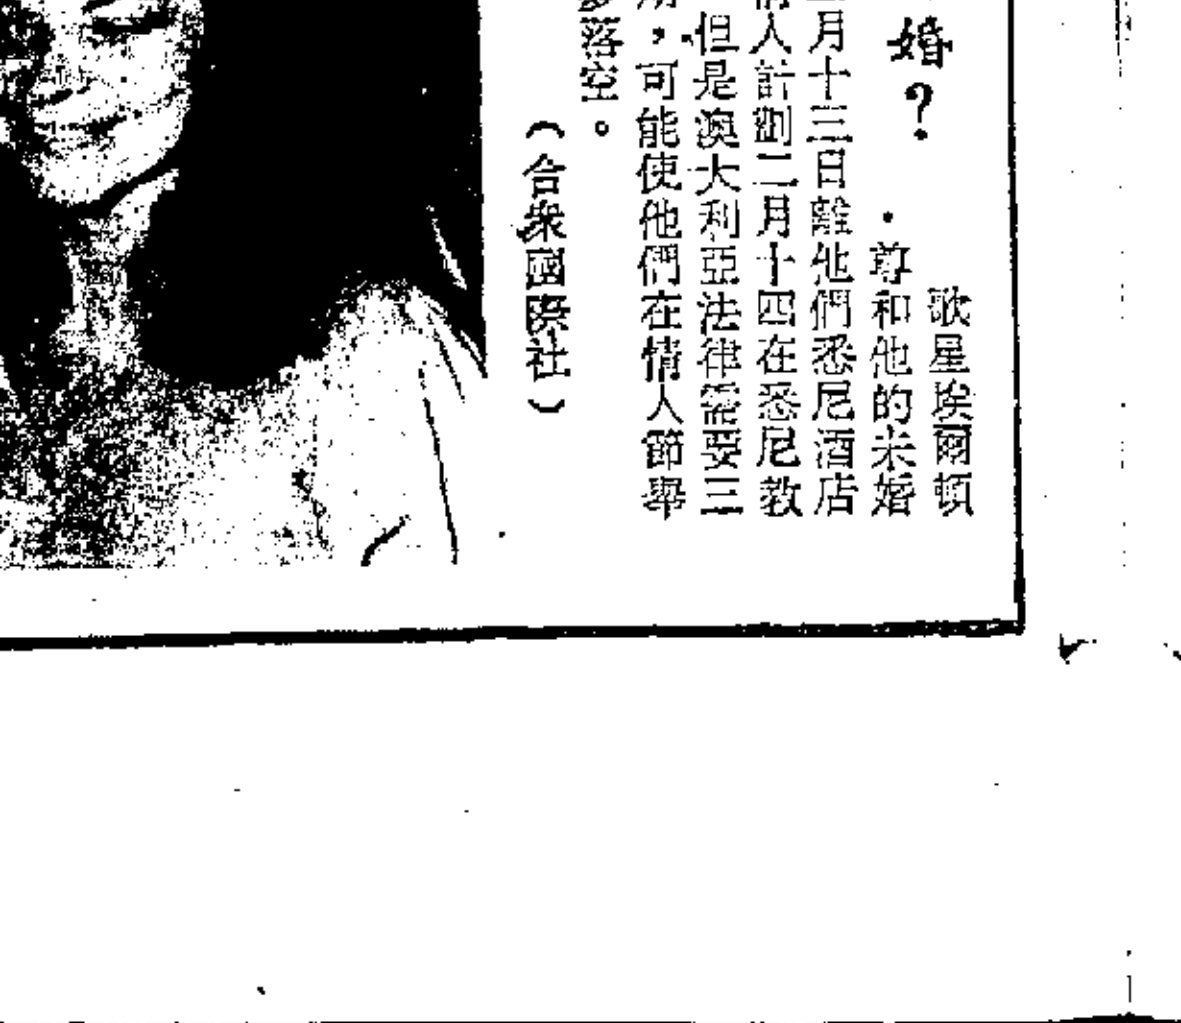 婚?
歌星埃爾頓
·尊和他的未婚
月十三日離他們悉尼酒店
人計劃二月十四在悉尼教
但是澳大利亞法律需要三
,可能使他們在情人節舉
落空。
(合衆國際社)